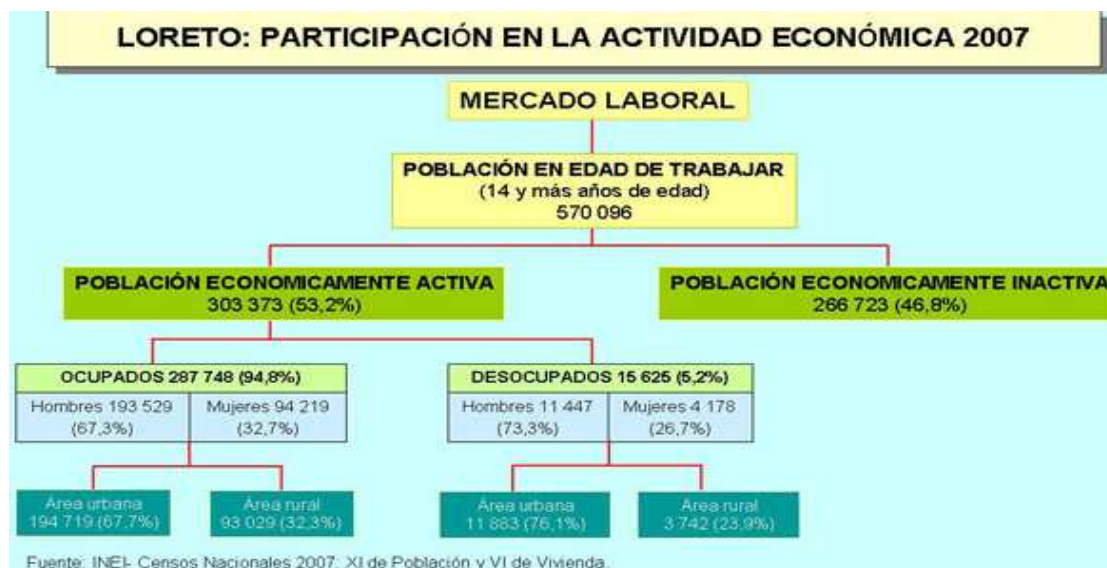 LORETO: PARTICIPACIÓN EN LA ACTIVIDAD ECONÓMICA 2007
MERCADO LABORAL
POBLACIÓN EN EDAD DE TRABAJAR
(14 y más años de edad)
570 096
POBLACIÓN ECONOMICAMENTE ACTIVA
303 373 (53,2%)
POBLACIÓN ECONOMICAMENTE INACTIVA
266 723 (46,8%)
OCUPADOS 287 748 (94,8%)
Hombres 193 529
(67,3%)
Mujeres 94 219
(32,7%)
DESOCUPADOS 15 625 (5,2%)
Hombres 11 447
(73,3%)
Mujeres 4 178
(26,7%)
Área urbana
194 719 (67,7%)
Área rural
93 029 (32,3%)
Área urbana
11 883 (76,1%)
Área rural
3 742 (23,9%)
Fuente: INEI- Censos Nacionales 2007: XI de Población y VI de Vivienda.